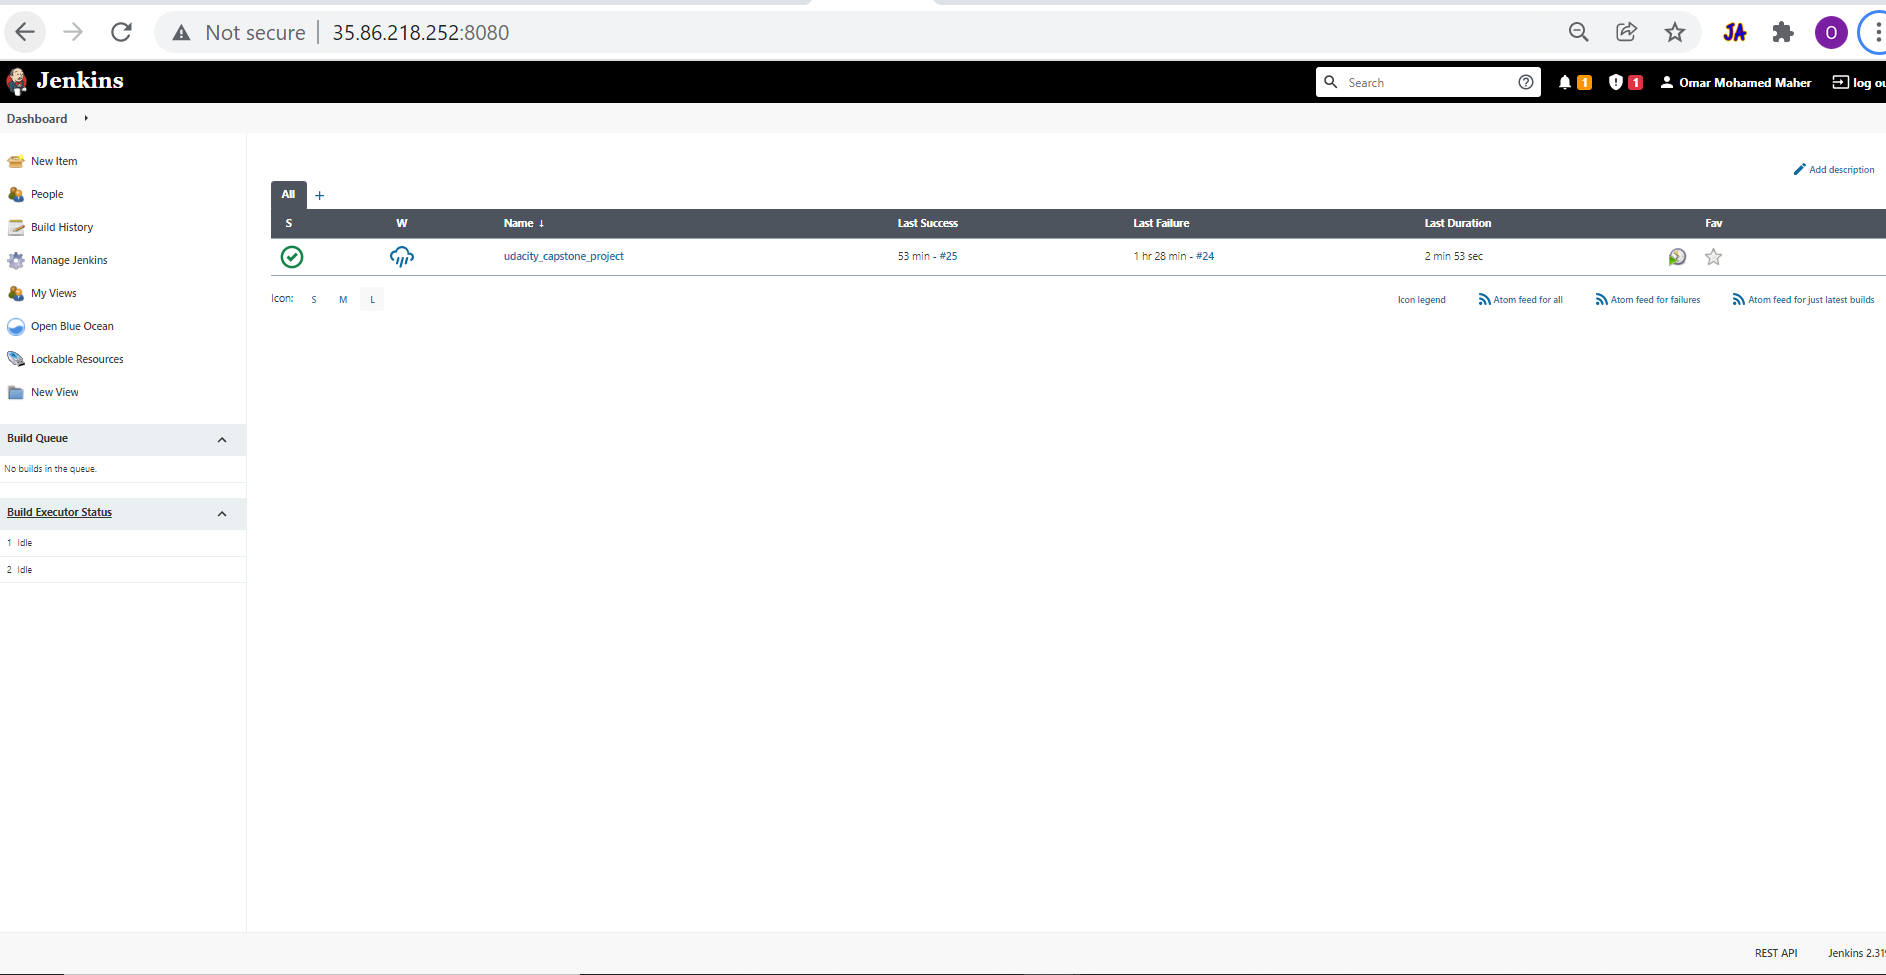 Not secure | 35.86.218.252:8080
JA
O
Jenkins
Search
1
1
Omar Mohamed Maher
log ou
Dashboard
New Item
People
Build History
Manage Jenkins
My Views
Open Blue Ocean
Lockable Resources
New View
Build Queue
No builds in the queue.
Build Executor Status
1 Idle
2 Idle
Add description
All +
S W Name ↓ Last Success Last Failure Last Duration Fav
udacity_capstone_project 53 min - #25 1 hr 28 min - #24 2 min 53 sec
Icon: S M L
Icon legend Atom feed for all Atom feed for failures Atom feed for just latest builds
REST API Jenkins 2.319